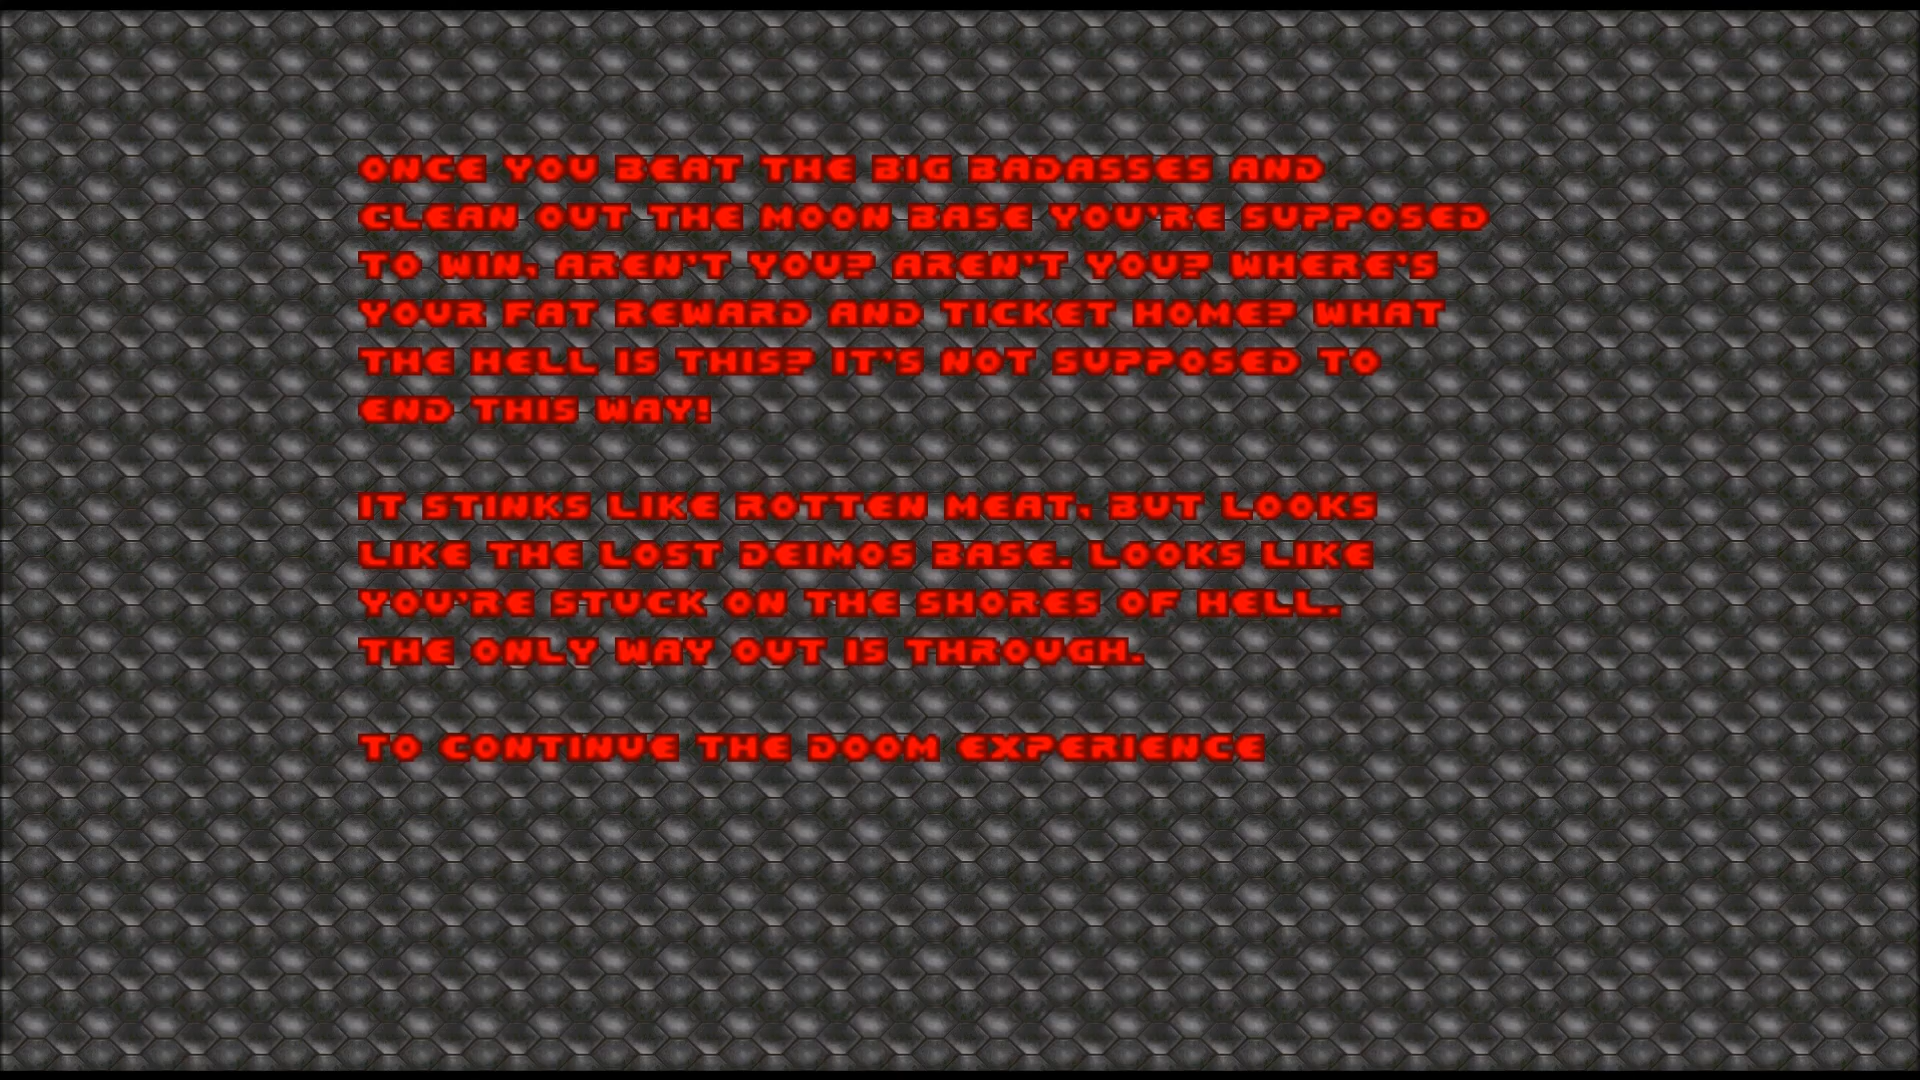 ONCE YOU BEAT THE BIG BADASSES AND
CLEAN OUT THE MOON BASE YOU'RE SUPPOSED
TO WIN, AREN'T YOU? AREN'T YOU? WHERE'S
YOUR FAT REWARD AND TICKET HOME? WHAT
THE HELL IS THIS? IT'S NOT SUPPOSED TO
END THIS WAY!
IT STINKS LIKE ROTTEN MEAT, BUT LOOKS
LIKE THE LOST DEIMOS BASE. LOOKS LIKE
YOU'RE STUCK ON THE SHORES OF HELL.
THE ONLY WAY OUT IS THROUGH.
TO CONTINUE THE DOOM EXPERIENCE